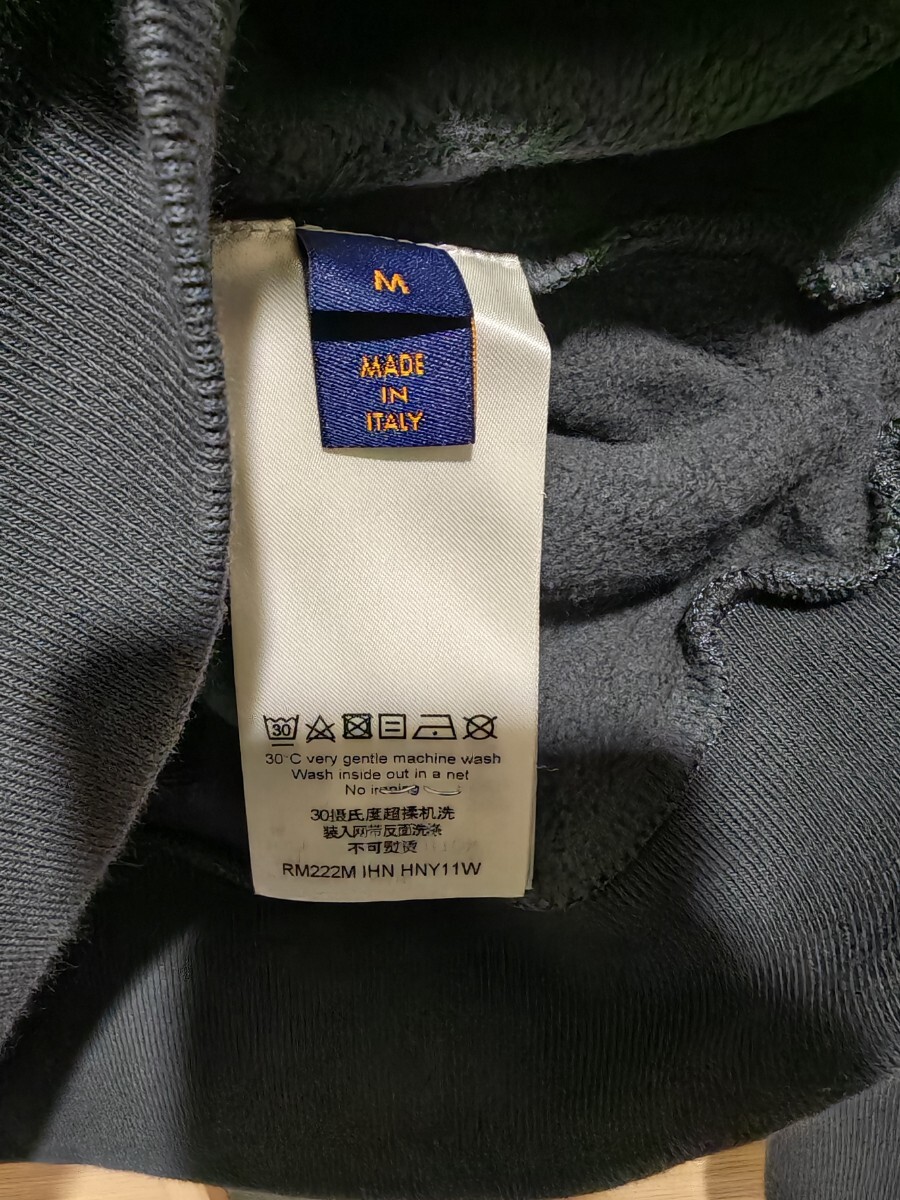 M
MADE
IN
ITALY
30
30°C very gentle machine wash
Wash inside out in a net
No ironing
30摄氏度超揉机洗
装入网带反面洗涤
不可熨烫
RM222M IHN HNY11W